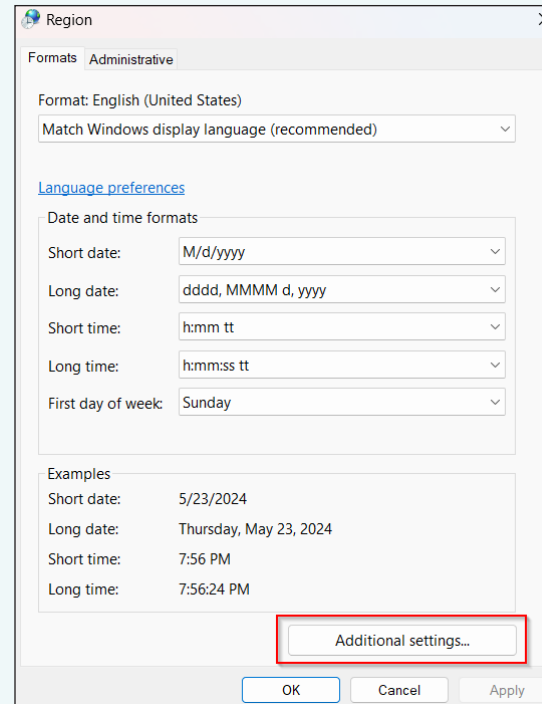 Region
Formats Administrative
Format: English (United States)
Match Windows display language (recommended)
Language preferences
Date and time formats
Short date: M/d/yyyy
Long date: dddd, MMMM d, yyyy
Short time: h:mm tt
Long time: h:mm:ss tt
First day of week: Sunday
Examples
Short date: 5/23/2024
Long date: Thursday, May 23, 2024
Short time: 7:56 PM
Long time: 7:56:24 PM
Additional settings...
OK Cancel Apply